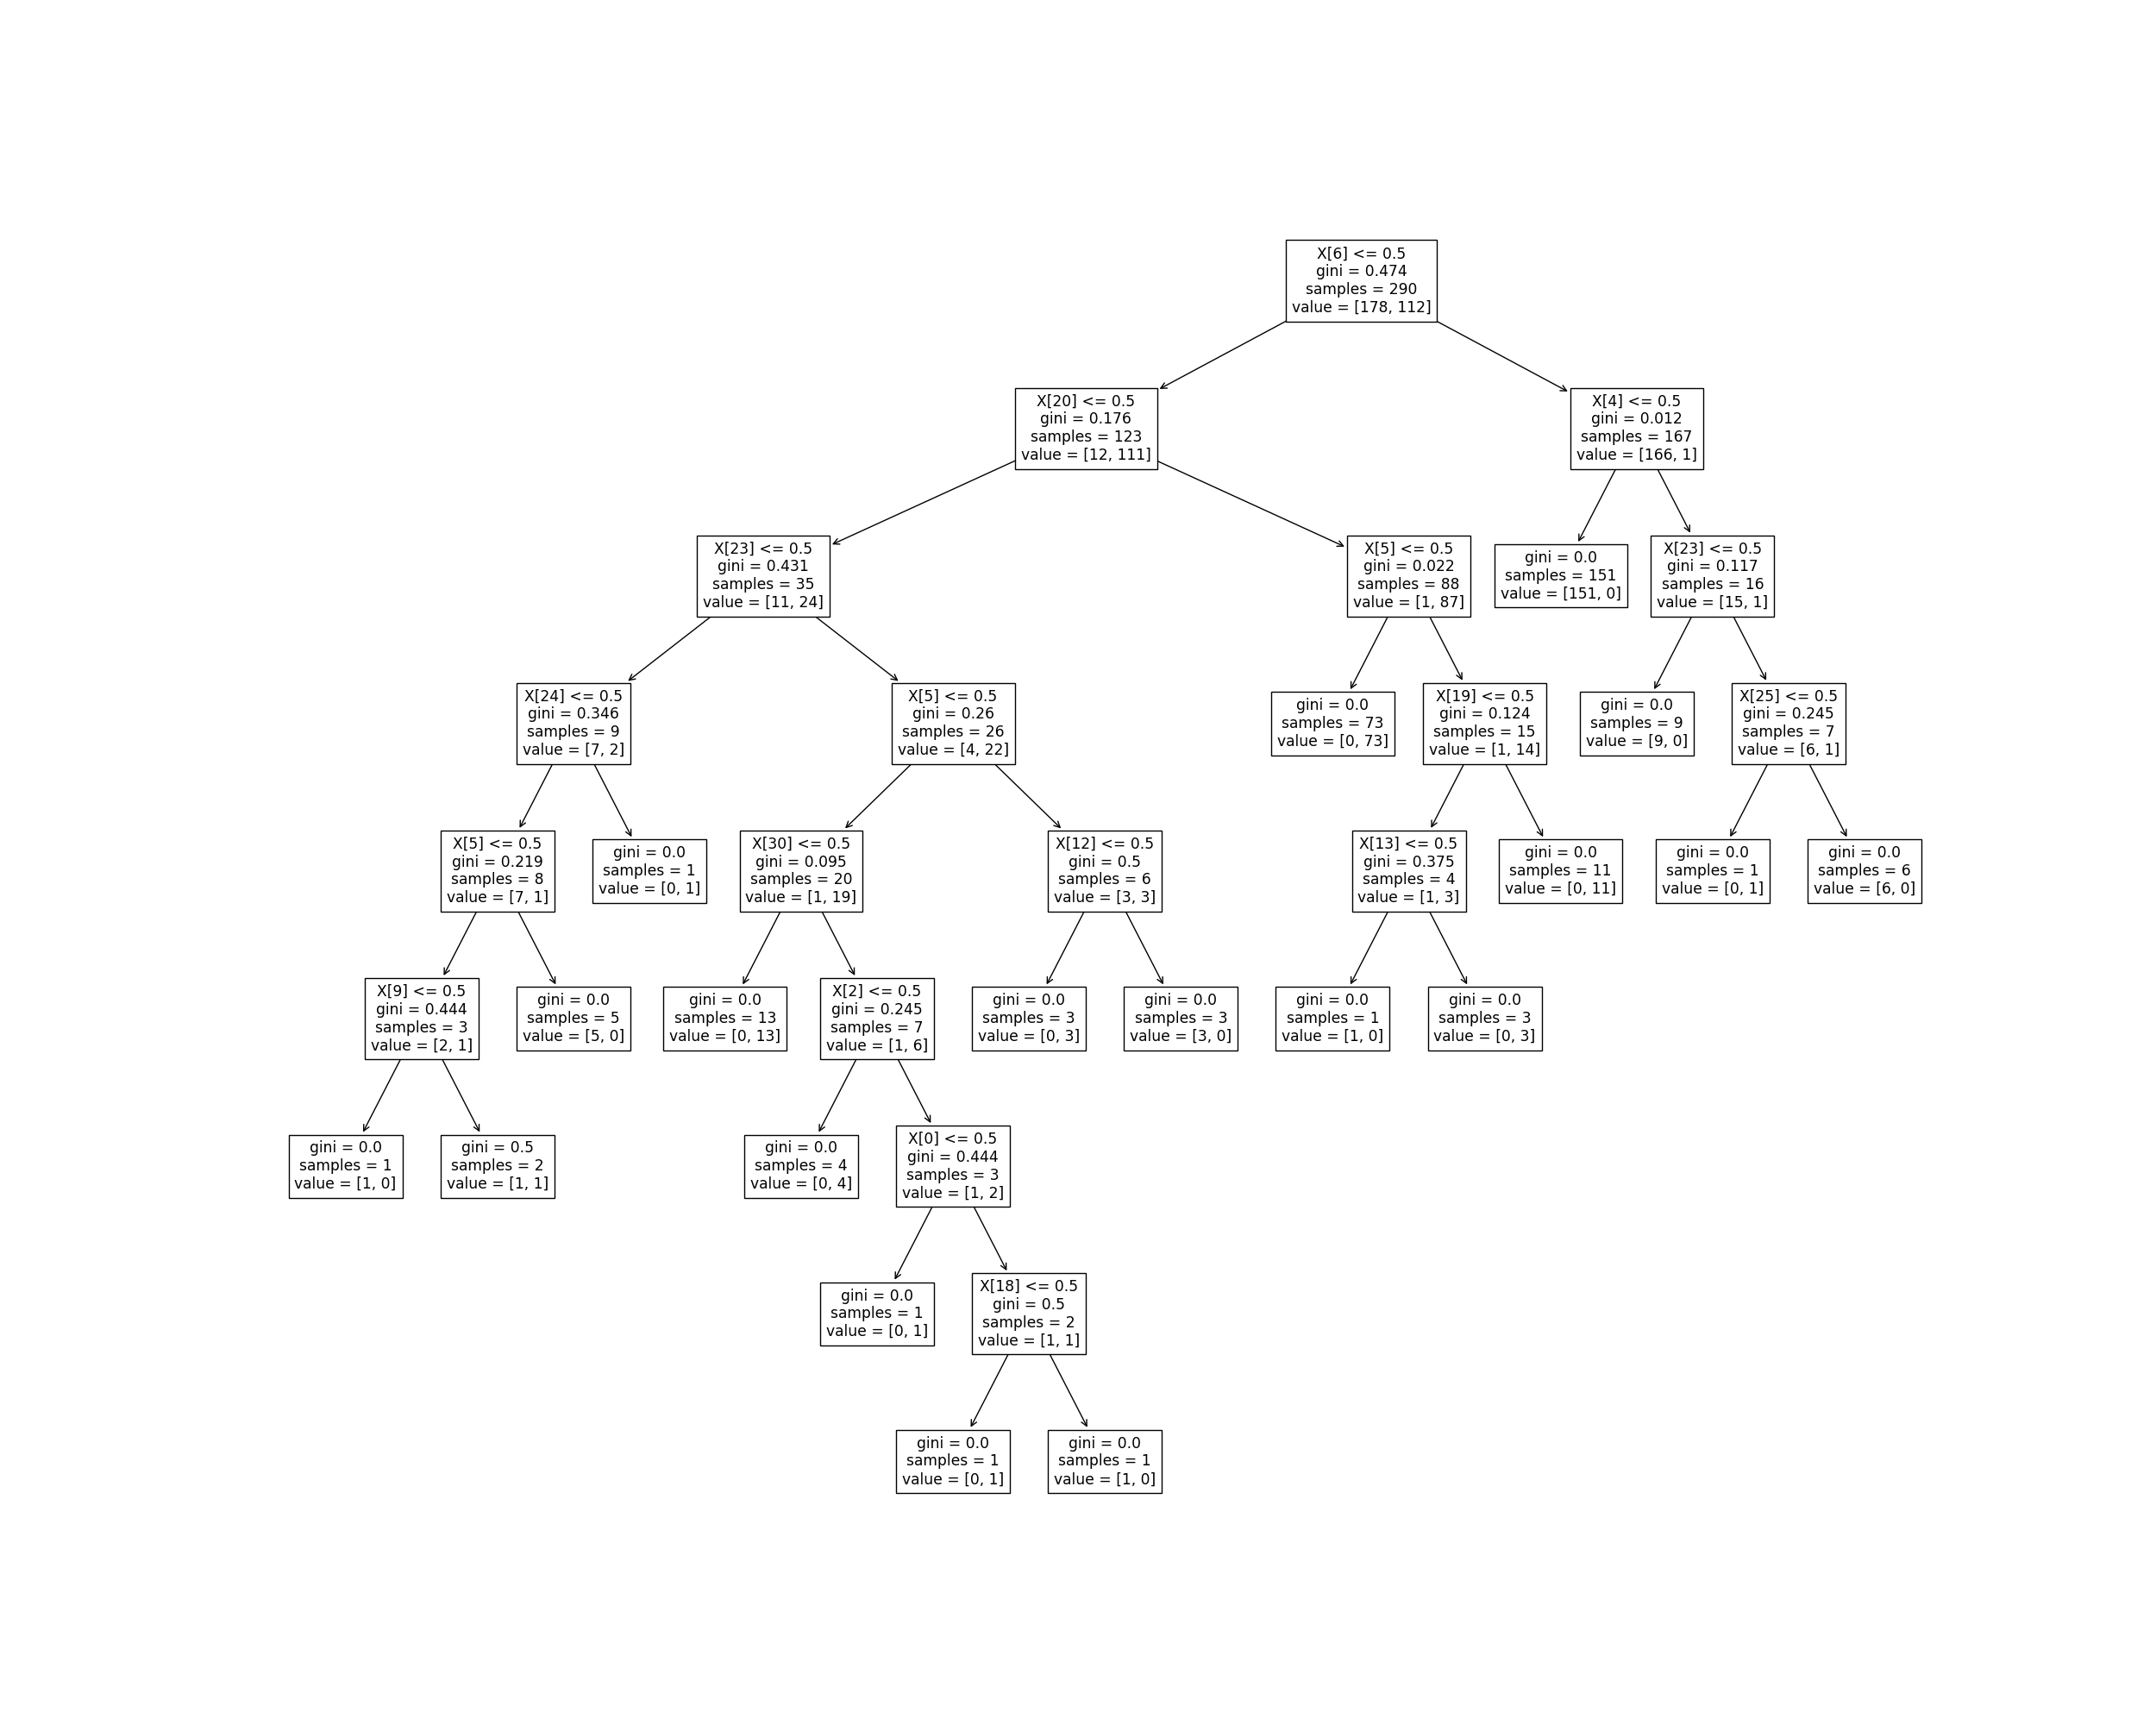 X[6] <= 0.5
gini = 0.474
samples = 290
value = [178, 112]
X[20] <= 0.5
gini = 0.176
samples = 123
value = [12, 111]
X[4] <= 0.5
gini = 0.012
samples = 167
value = [166, 1]
X[23] <= 0.5
gini = 0.431
samples = 35
value = [11, 24]
X[5] <= 0.5
gini = 0.022
samples = 88
value = [1, 87]
gini = 0.0
samples = 151
value = [151, 0]
X[23] <= 0.5
gini = 0.117
samples = 16
value = [15, 1]
X[24] <= 0.5
gini = 0.346
samples = 9
value = [7, 2]
X[5] <= 0.5
gini = 0.26
samples = 26
value = [4, 22]
gini = 0.0
samples = 73
value = [0, 73]
X[19] <= 0.5
gini = 0.124
samples = 15
value = [1, 14]
gini = 0.0
samples = 9
value = [9, 0]
X[25] <= 0.5
gini = 0.245
samples = 7
value = [6, 1]
X[5] <= 0.5
gini = 0.219
samples = 8
value = [7, 1]
gini = 0.0
samples = 1
value = [0, 1]
X[30] <= 0.5
gini = 0.095
samples = 20
value = [1, 19]
X[12] <= 0.5
gini = 0.5
samples = 6
value = [3, 3]
X[13] <= 0.5
gini = 0.375
samples = 4
value = [1, 3]
gini = 0.0
samples = 11
value = [0, 11]
gini = 0.0
samples = 1
value = [0, 1]
gini = 0.0
samples = 6
value = [6, 0]
X[9] <= 0.5
gini = 0.444
samples = 3
value = [2, 1]
gini = 0.0
samples = 5
value = [5, 0]
gini = 0.0
samples = 13
value = [0, 13]
X[2] <= 0.5
gini = 0.245
samples = 7
value = [1, 6]
gini = 0.0
samples = 3
value = [0, 3]
gini = 0.0
samples = 3
value = [3, 0]
gini = 0.0
samples = 1
value = [1, 0]
gini = 0.0
samples = 3
value = [0, 3]
gini = 0.0
samples = 1
value = [1, 0]
gini = 0.5
samples = 2
value = [1, 1]
gini = 0.0
samples = 4
value = [0, 4]
X[0] <= 0.5
gini = 0.444
samples = 3
value = [1, 2]
gini = 0.0
samples = 1
value = [0, 1]
X[18] <= 0.5
gini = 0.5
samples = 2
value = [1, 1]
gini = 0.0
samples = 1
value = [0, 1]
gini = 0.0
samples = 1
value = [1, 0]